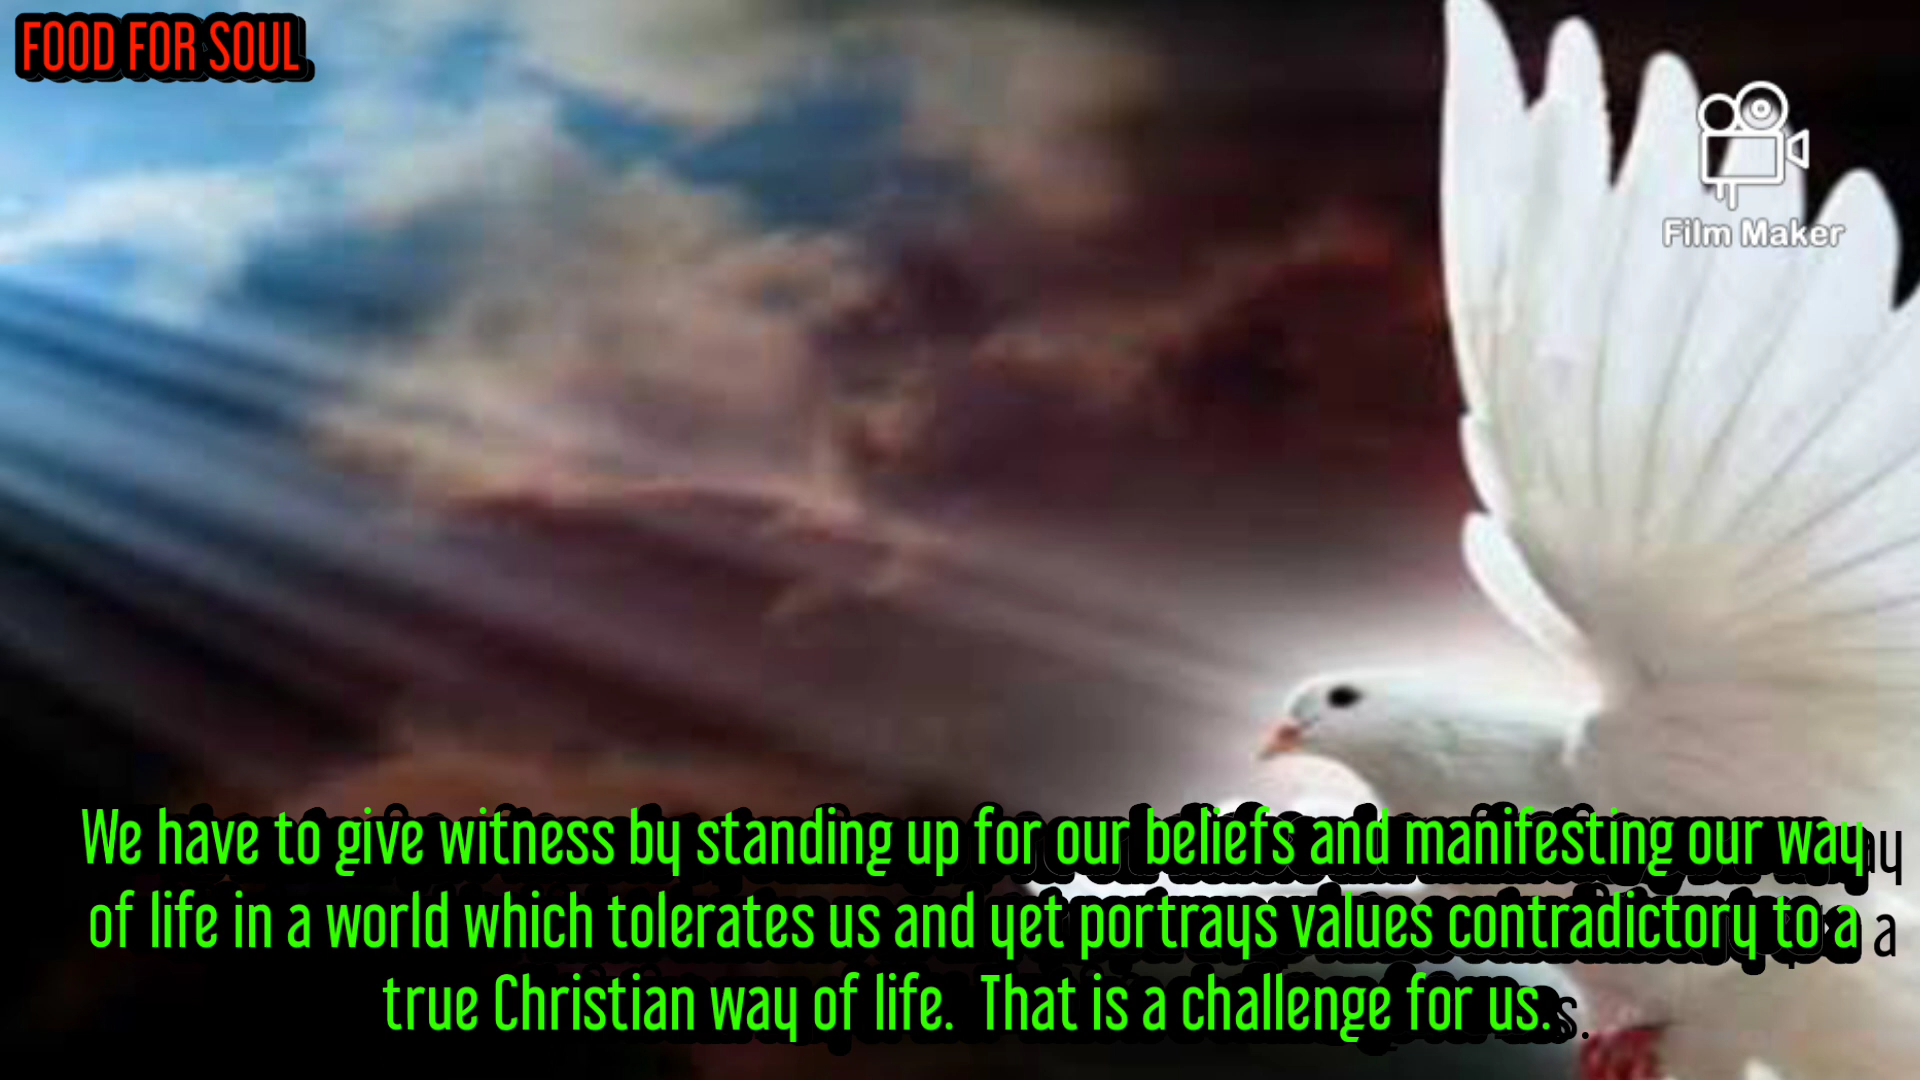 FOOD FOR SOUL
Film Maker
We have to give witness by standing up for our beliefs and manifesting our way
of life in a world which tolerates us and yet portrays values contradictory to a
true Christian way of life. That is a challenge for us.